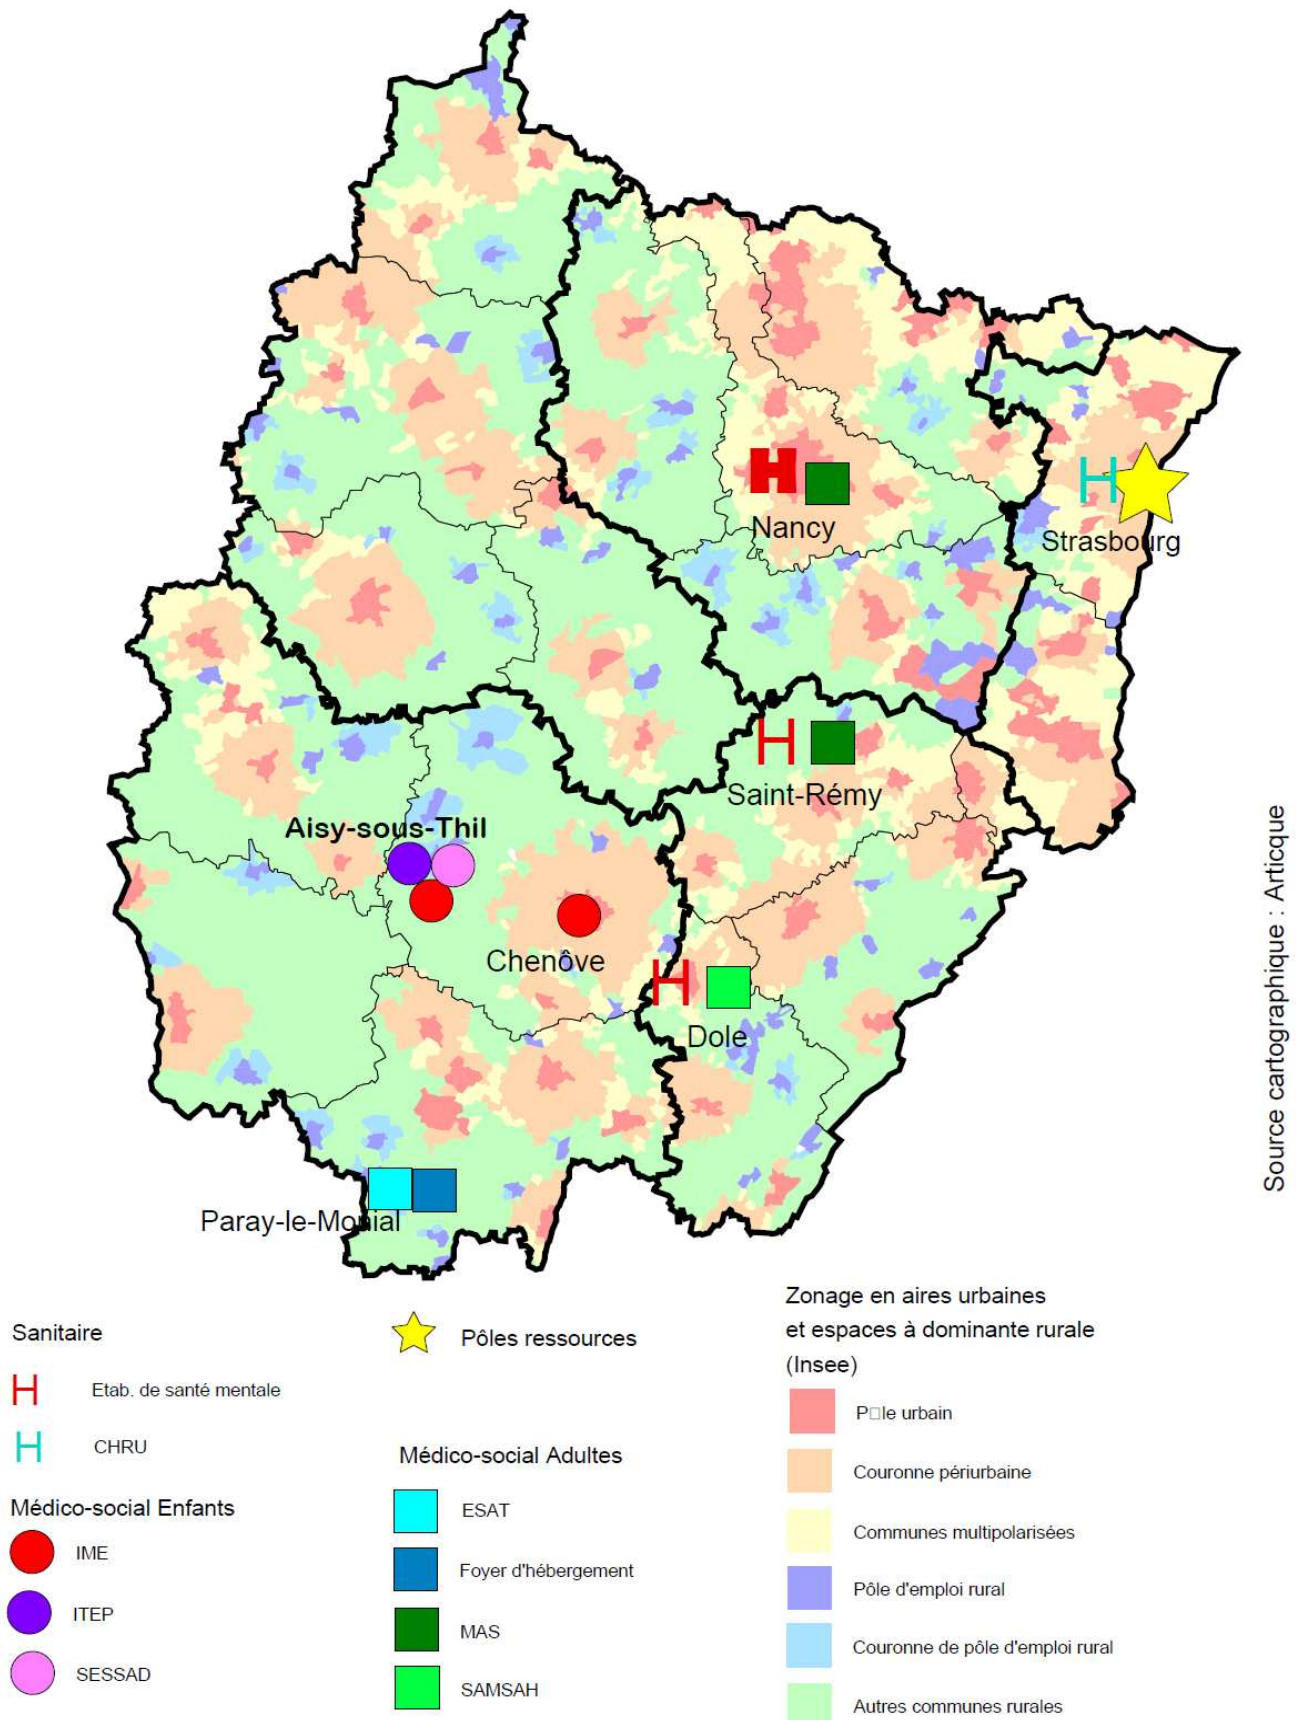 Nancy
Strasbourg
Saint-Rémy
Aisy-sous-Thil
Chenôve
Dole
Paray-le-Monial
Source cartographique : Articque
Sanitaire
H Etab. de santé mentale
H CHRU
Médico-social Enfants
IME
ITEP
SESSAD
Pôles ressources
Médico-social Adultes
ESAT
Foyer d'hébergement
MAS
SAMSAH
Zonage en aires urbaines
et espaces à dominante rurale
(Insee)
P□le urbain
Couronne périurbaine
Communes multipolarisées
Pôle d'emploi rural
Couronne de pôle d'emploi rural
Autres communes rurales